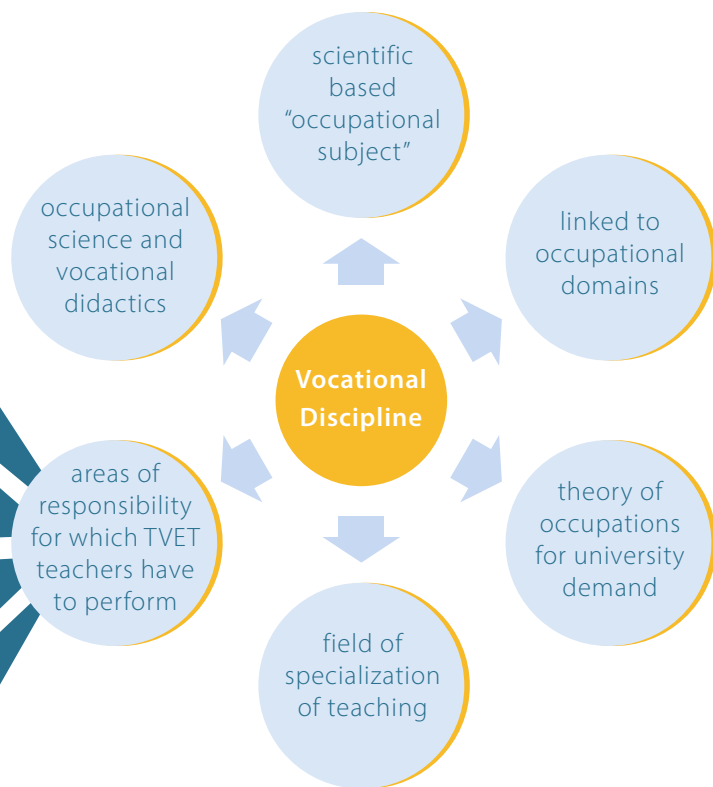 scientific
based
“occupational
subject”
linked to
occupational
domains
theory of
occupations
for university
demand
field of
specialization
of teaching
areas of
responsibility
for which TVET
teachers have
to perform
occupational
science and
vocational
didactics
Vocational
Discipline